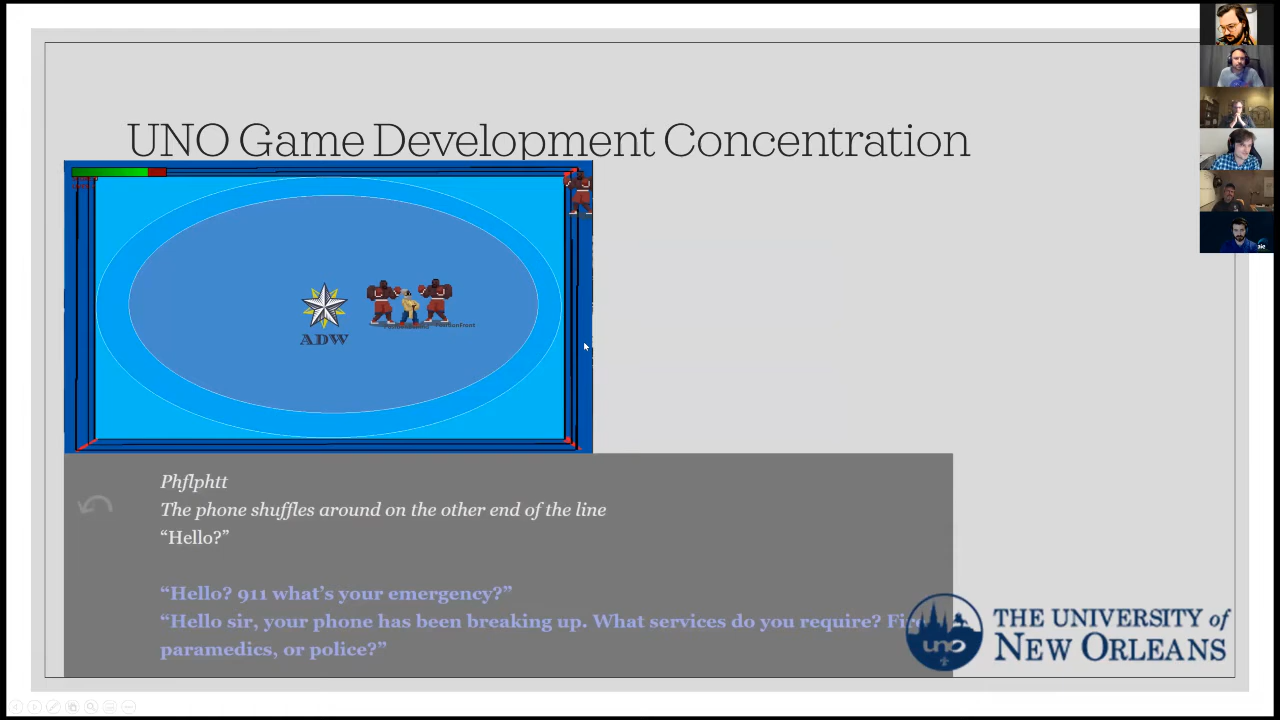 UNO Game Development Concentration
ADW
Phflphtt
The phone shuffles around on the other end of the line
“Hello?”
“Hello? 911 what’s your emergency?”
“Hello sir, your phone has been breaking up. What services do you require?
paramedics, or police?”
uno
THE UNIVERSITY of
NEW ORLEANS